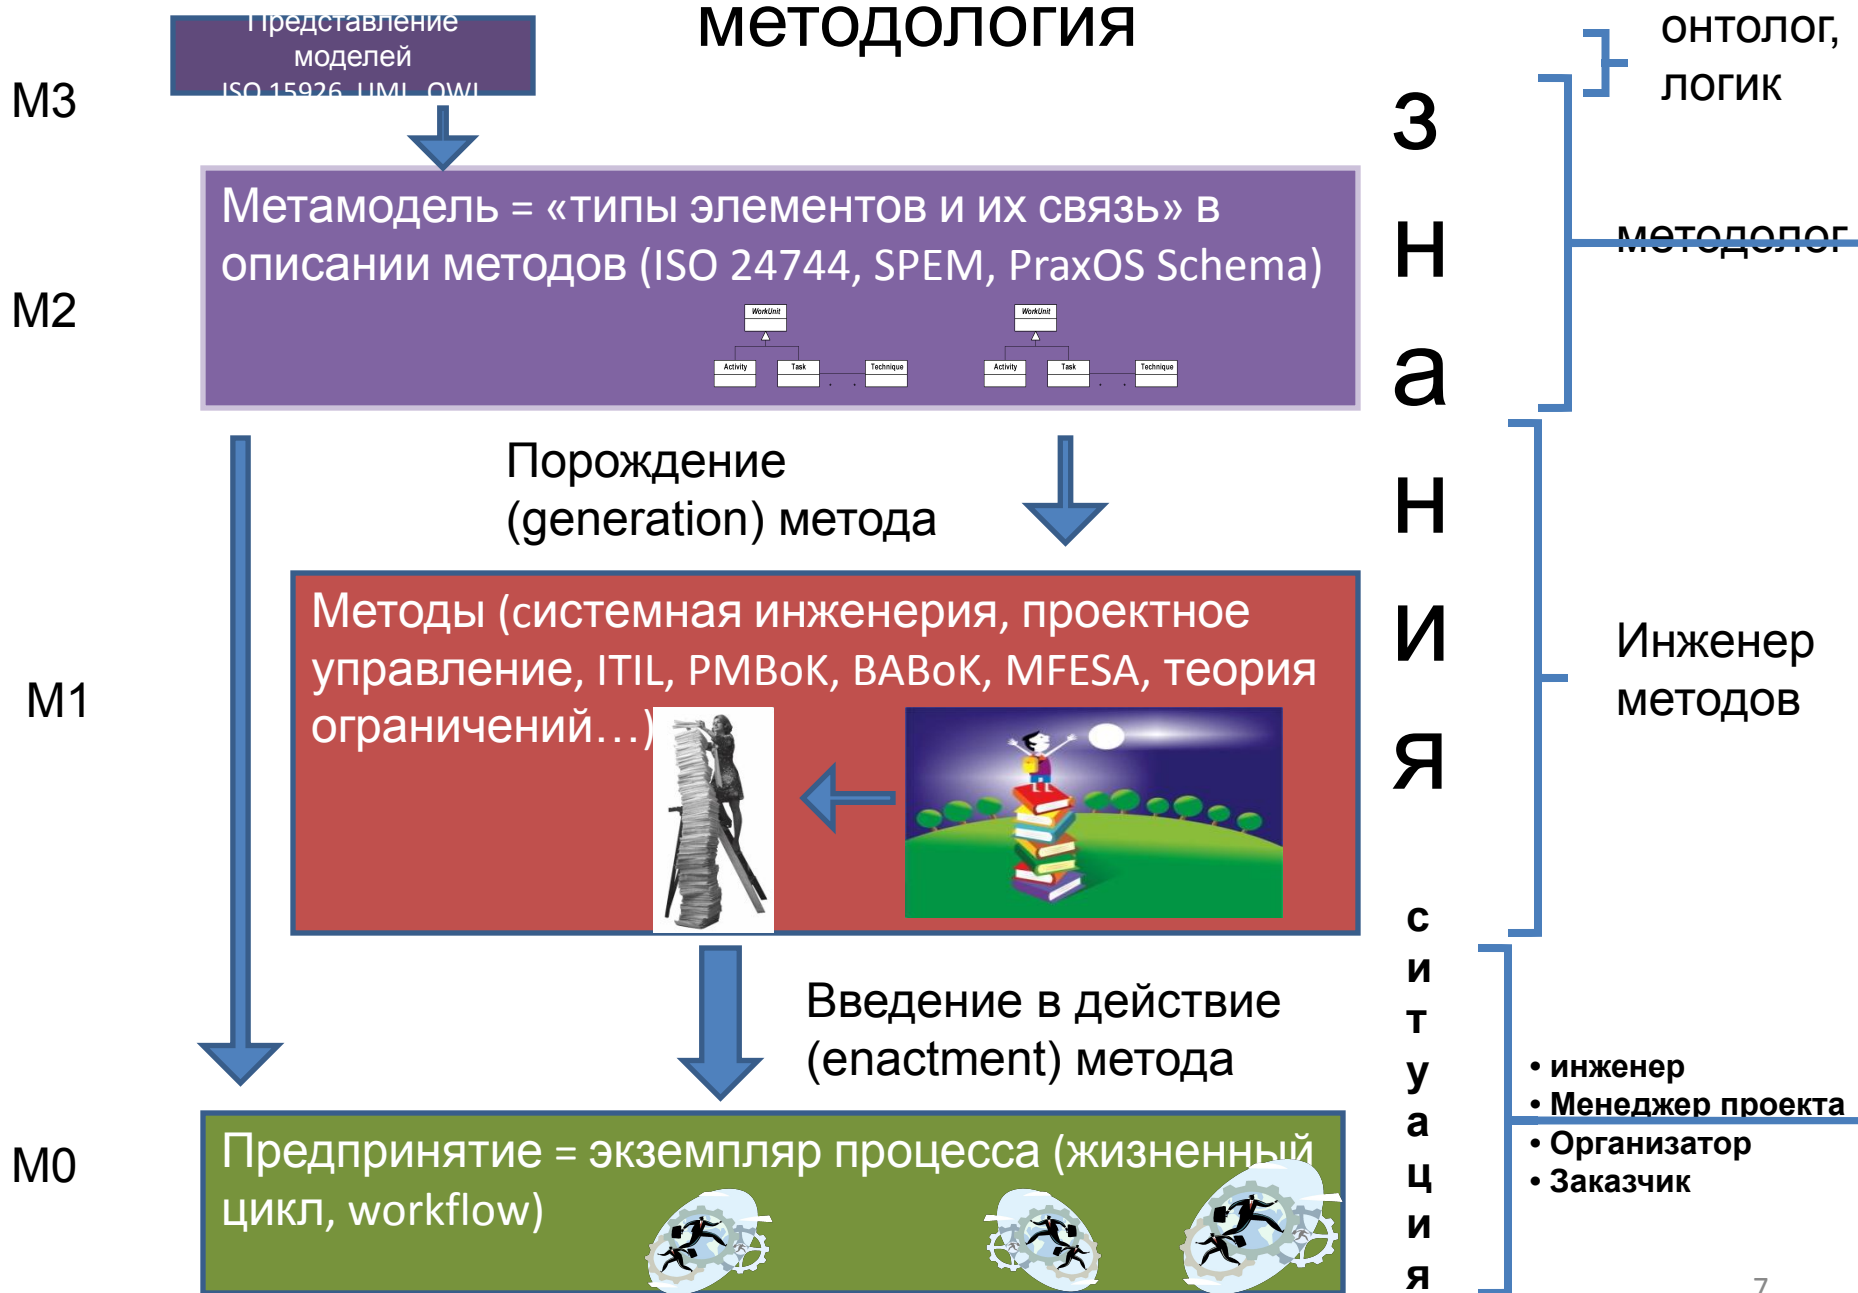 методология
Представление
моделей
ISO 15926, UML, OWL
M3
онтолог,
логик
Метамодель = «типы элементов и их связь» в
описании методов (ISO 24744, SPEM, PraxOS Schema)
методолог
M2
WorkUnit
Activity
Task
Technique
WorkUnit
Activity
Task
Technique
Порождение
(generation) метода
З
Н
а
Н
И
Я
Методы (системная инженерия, проектное
управление, ITIL, PMBoK, BABoK, MFESA, теория
ограничений…)
M1
Инженер
методов
Введение в действие
(enactment) метода
с
и
т
у
а
ц
и
я
• инженер
• Менеджер проекта
• Организатор
• Заказчик
M0
Предпринятие = экземпляр процесса (жизненный
цикл, workflow)
7